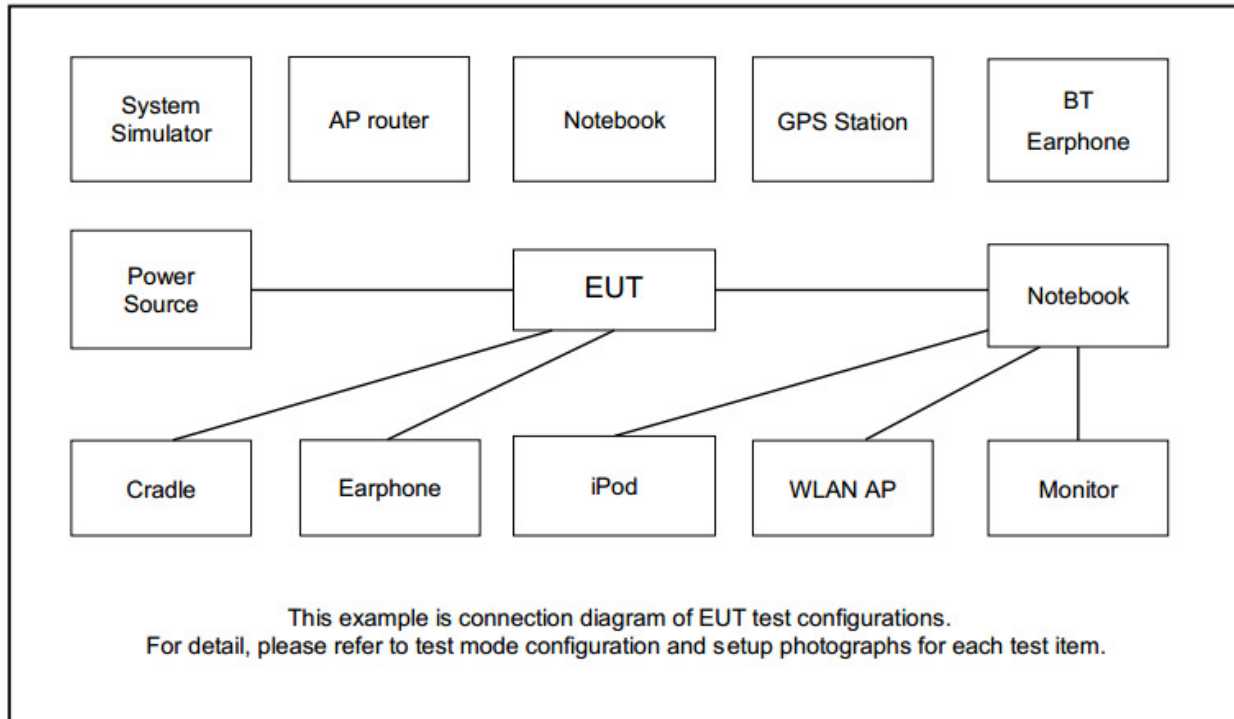 System
Simulator
AP router
Notebook
GPS Station
BT
Earphone
Power
Source
EUT
Notebook
Cradle
Earphone
iPod
WLAN AP
Monitor
This example is connection diagram of EUT test configurations.
For detail, please refer to test mode configuration and setup photographs for each test item.